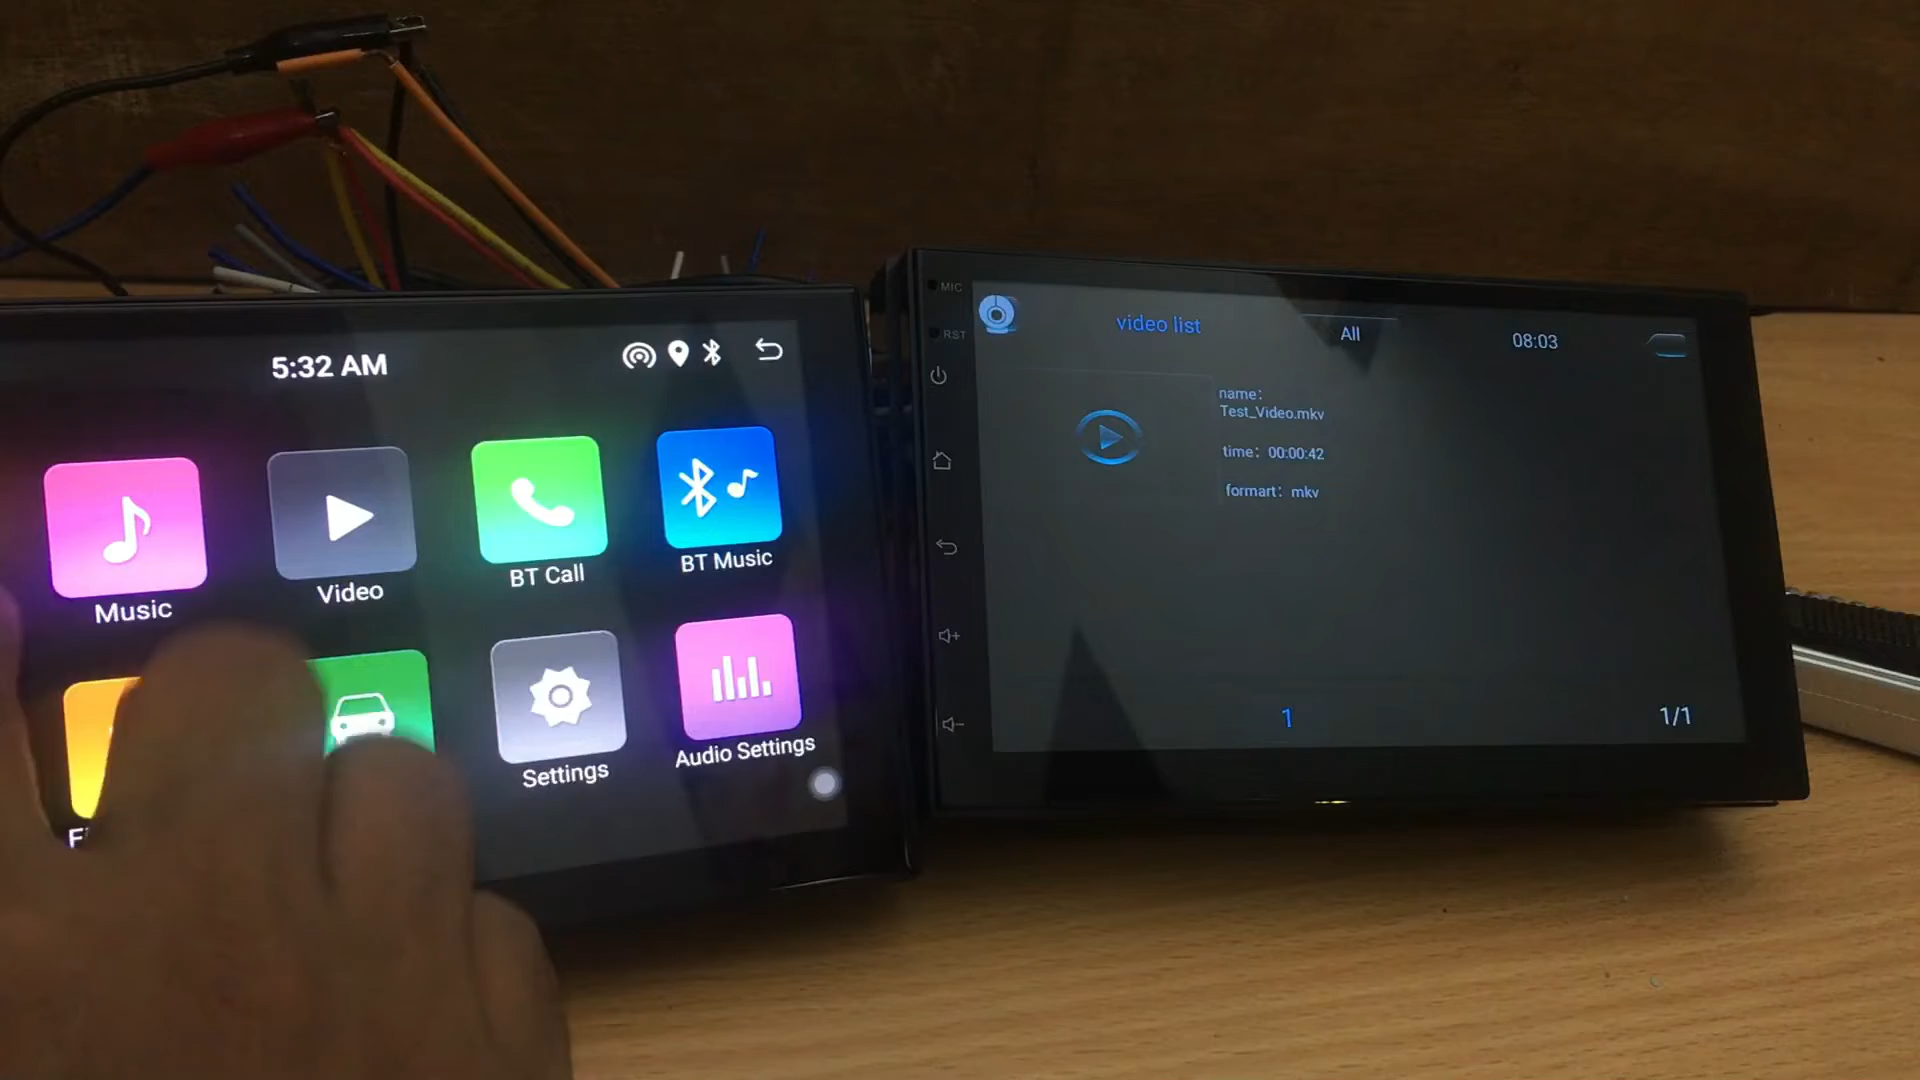 5:32 AM
Music
Video
BT Call
BT Music
Settings
Audio Settings
MIC
RST
video list
All
08:03
name:
Test_Video.mkv
time: 00:00:42
formart: mkv
1
1/1